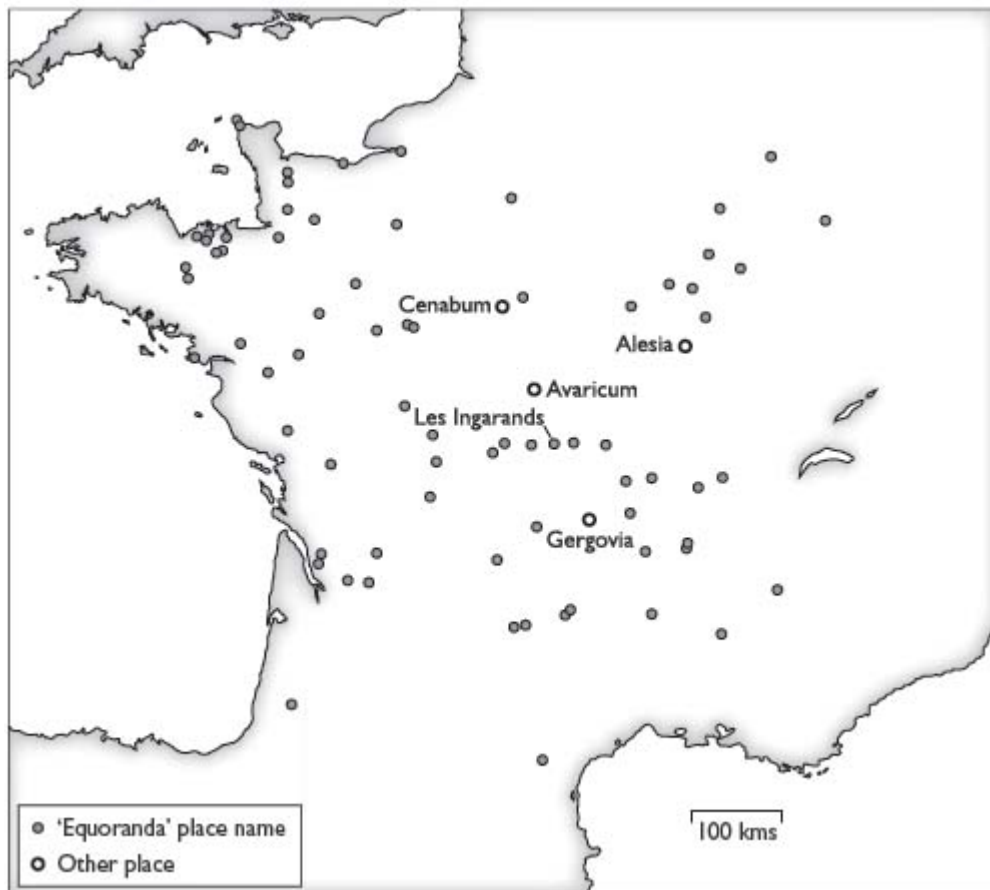 Cenabum
Alesia
Avaricum
Les Ingarands
Gergovia
‘Equoranda’ place name
Other place
100 kms